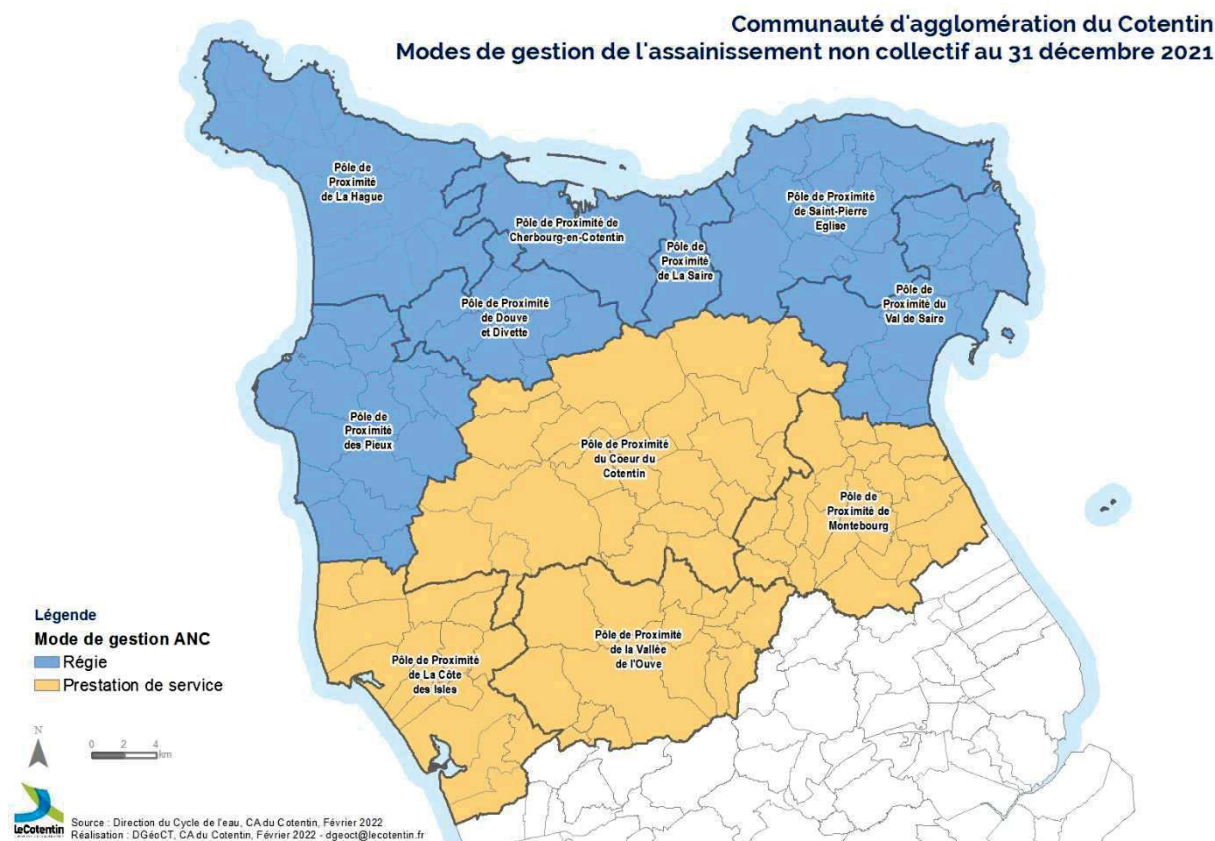 Communauté d'agglomération du Cotentin
Modes de gestion de l'assainissement non collectif au 31 décembre 2021
Pôle de
Proximité
de La Hague
Pôle de Proximité de
Cherbourg-en-Cotentin
Pôle de
Proximité
de La Saire
Pôle de Proximité
de Saint-Pierre
Eglise
Pôle de
Proximité du
Val de Saire
Pôle de Proximité
de Douve
et Divette
Pôle de
Proximité
des Pieux
Pôle de Proximité
du Coeur du
Cotentin
Pôle de
Proximité de
Montebourg
Pôle de Proximité
de la Vallée
de l'Ouve
Pôle de Proximité
de La Côte
des Isles
Légende
Mode de gestion ANC
Régie
Prestation de service
N
0 2 4
km
LeCotentin
Source : Direction du Cycle de l'eau, CA du Cotentin, Février 2022
Réalisation : DGéoCT, CA du Cotentin, Février 2022 - dgeoct@lecotentin.fr